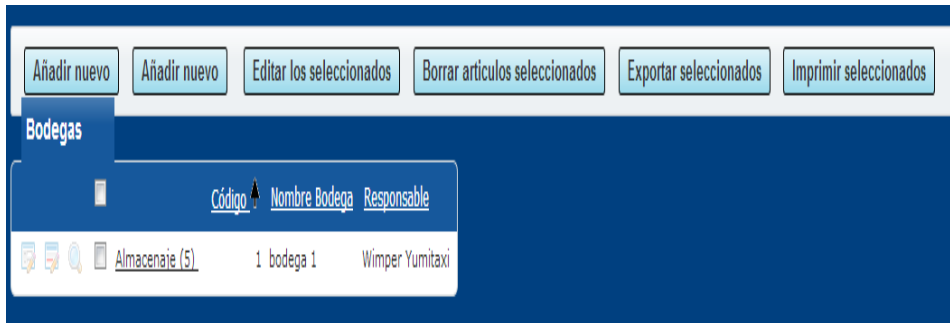 Añadir nuevo Añadir nuevo Editar los seleccionados Borrar articulos seleccionados Exportar seleccionados Imprimir seleccionados
Bodegas
Código Nombre Bodega Responsable
Almacenaje (5) 1 bodega 1 Wimper Yumitaxi